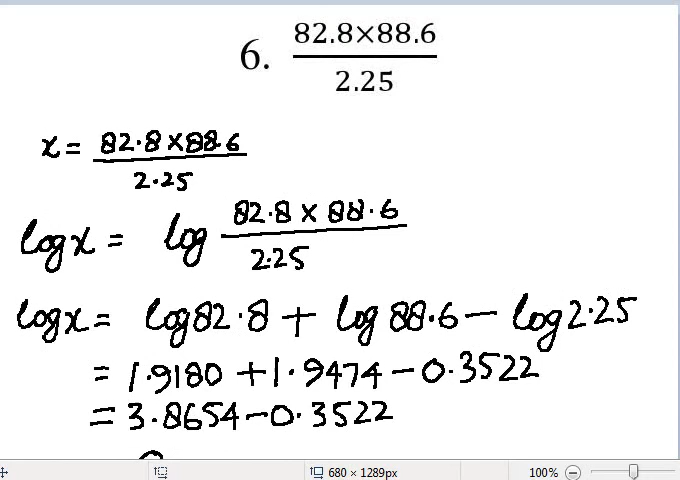 6. 82.8×88.6
2.25
x = 82.8×88.6
2.25
log x = log 82.8 × 88.6
2.25
log x = log 82.8 + log 88.6 - log 2.25
= 1.9180 + 1.9474 - 0.3522
= 3.8654 - 0.3522
680 × 1289px 100%